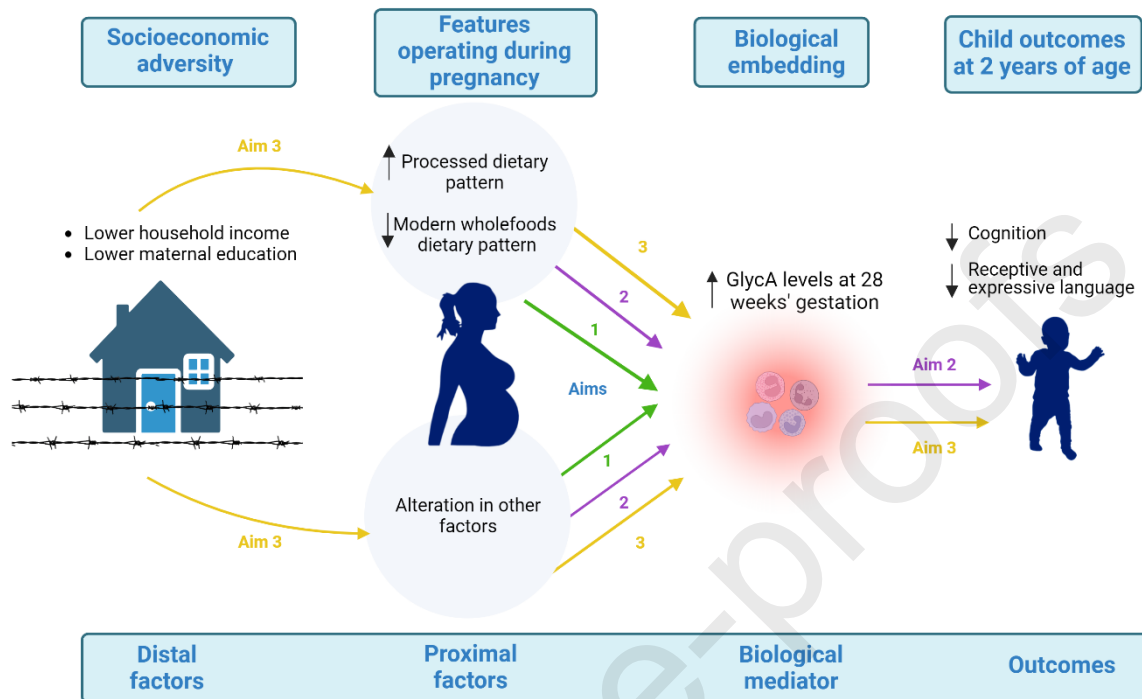 Socioeconomic
adversity
Features
operating during
pregnancy
Biological
embedding
Child outcomes
at 2 years of age
Aim 3
Processed dietary
pattern
Modern wholefoods
dietary pattern
• Lower household income
• Lower maternal education
3
2
1
Aims
GlycA levels at 28
weeks' gestation
Cognition
Receptive and
expressive language
Aim 2
Aim 3
1
2
3
Alteration in other
factors
Aim 3
Distal
factors
Proximal
factors
Biological
mediator
Outcomes
e-proofs